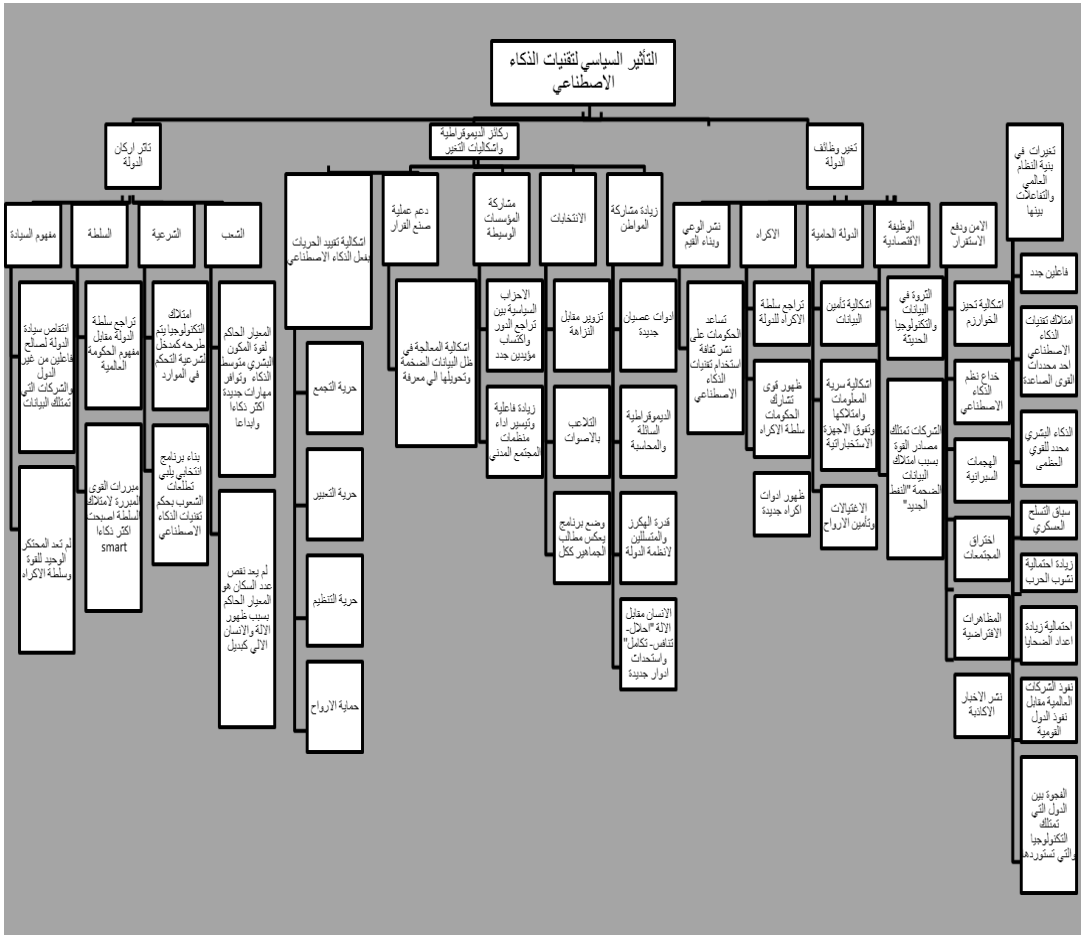 التأثير السياسي لتقنيات الذكاء
الاصطناعي
تغيرات في
بنية النظام
العالمي
والتفاعلات
بينها
فاعلين جدد
امتلاك تقنيات
الذكاء
الاصطناعي
احد محددات
القوى الصاعدة
الذكاء البشري
محدد للقوي
العظمى
سباق التسلح
العسكري
زيادة احتمالية
نشوب الحرب
احتمالية زيادة
اعداد الضحايا
نفوذ الشركات
العالمية مقابل
نفوذ الدول
القومية
الفجوة بين
الدول التي
تمتلك
التكنولوجيا
والتي تستوردها
تغير وظائف
الدولة
الامن ودفع
الاستقرار
اشكالية تحيز
الخوارزم
خداع نظم
الذكاء
الاصطناعي
الهجمات
السبرانية
اختراق
المجتمعات
المظاهرات
الافتراضية
نشر الاخبار
الاكاذبة
الوظيفة
الاقتصادية
الثروة في
البيانات
والتكنولوجيا
الحديثة
الشركات تمتلك
مصادر القوة
بسبب امتلاك
البيانات
الضخمة "النفط
الجديد"
الدولة الحامية
اشكالية تأمين
البيانات
اشكالية سرية
المعلومات
وامتلاكها
وتفوق الاجهزة
الاستخباراتية
الاغتيالات
وتأمين الارواح
الاكراه
تراجع سلطة
الاكراه للدولة
ظهور قوى
تشارك
الحكومات
سلطة الاكراه
ظهور ادوات
اكراه جديدة
نشر الوعي
وبناء القيم
تساعد
الحكومات على
نشر ثقافة
استخدام تقنيات
الذكاء
الاصطناعي
ركائز الديموقراطية
واشكاليات التغير
زيادة مشاركة
المواطن
ادوات عصيان
جديدة
الديموقراطية
السائلة
والمحاسبة
قدرة الهكرز
والمتسللين
لانظمة الدولة
الانسان مقابل
الالة "احلال-
تنافس- تكامل"
واستحداث
ادوار جديدة
الانتخابات
تزوير مقابل
النزاهة
التلاعب
بالاصوات
وضع برنامج
يعكس مطالب
الجماهير ككل
مشاركة
المؤسسات
الوسيطة
الاحزاب
السياسية بين
تراجع الدور
واكتساب
مؤيدين جدد
زيادة فاعلية
وتيسير اداء
منظمات
المجتمع المدني
دعم عملية
صنع القرار
اشكالية المعالجة في
ظل البيانات الضخمة
وتحويلها الي معرفة
اشكالية تقييد الحريات
بفعل الذكاء الاصطناعي
حرية التجمع
حرية التعبير
حرية التنظيم
حماية الارواح
تاثر اركان
الدولة
الشعب
المعيار الحاكم
لقوة المكون
البشري متوسط
الذكاء وتوافر
مهارات جديدة
اكثر ذكاءا
وابداعا
لم يعد نقص
عدد السكان هو
المعيار الحاكم
بسبب ظهور
الالة والانسان
الالي كبديل
الشرعية
امتلاك
التكنولوجيا يتم
طرحه كمدخل
لشرعية التحكم
في الموارد
بناء برنامج
انتخابي يلبي
تطلعات
الشعوب بحكم
تقنيات الذكاء
الاصطناعي
السلطة
تراجع سلطة
الدولة مقابل
مفهوم الحكومة
العالمية
مبررات القوى
المبررة لامتلاك
السلطة اصبحت
اكثر ذكاءا
smart
مفهوم السيادة
انتقاص سيادة
الدولة لصالح
فاعلين من غير
الدول
والشركات التي
تمتلك البيانات
لم تعد المحتكر
الوحيد للقوة
وسلطة الاكراه